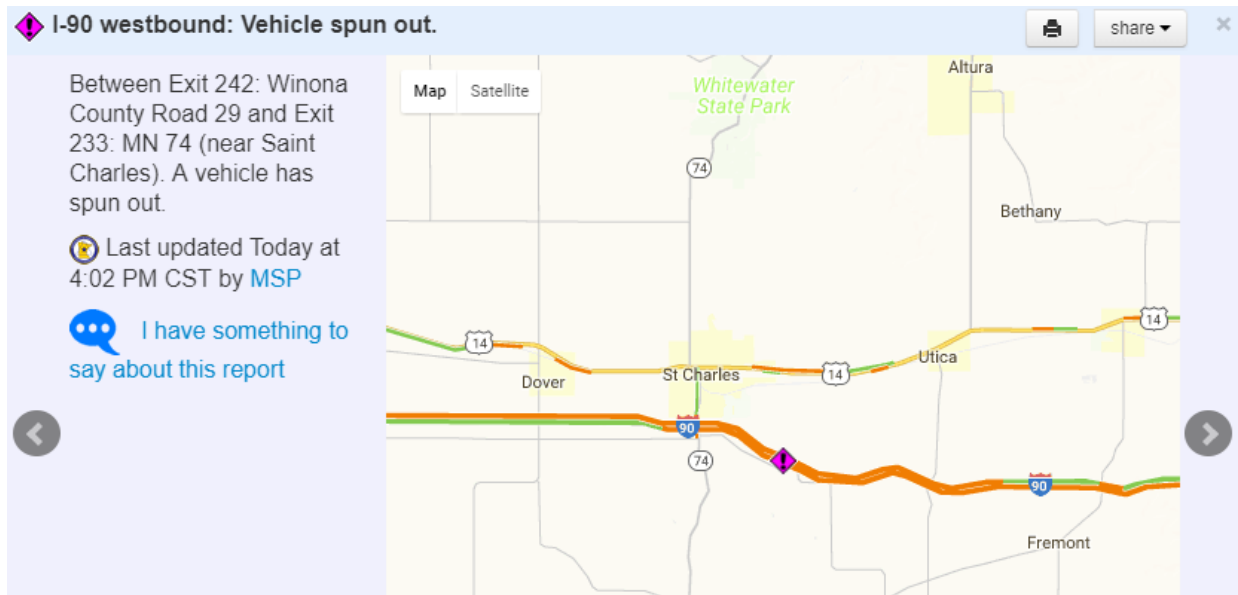 I-90 westbound: Vehicle spun out.
share
Between Exit 242: Winona
County Road 29 and Exit
233: MN 74 (near Saint
Charles). A vehicle has
spun out.
Last updated Today at
4:02 PM CST by MSP
I have something to
say about this report
Map Satellite
Whitewater
State Park
Altura
74
Bethany
14
14
Utica
14
Dover
St Charles
90
74
90
Fremont